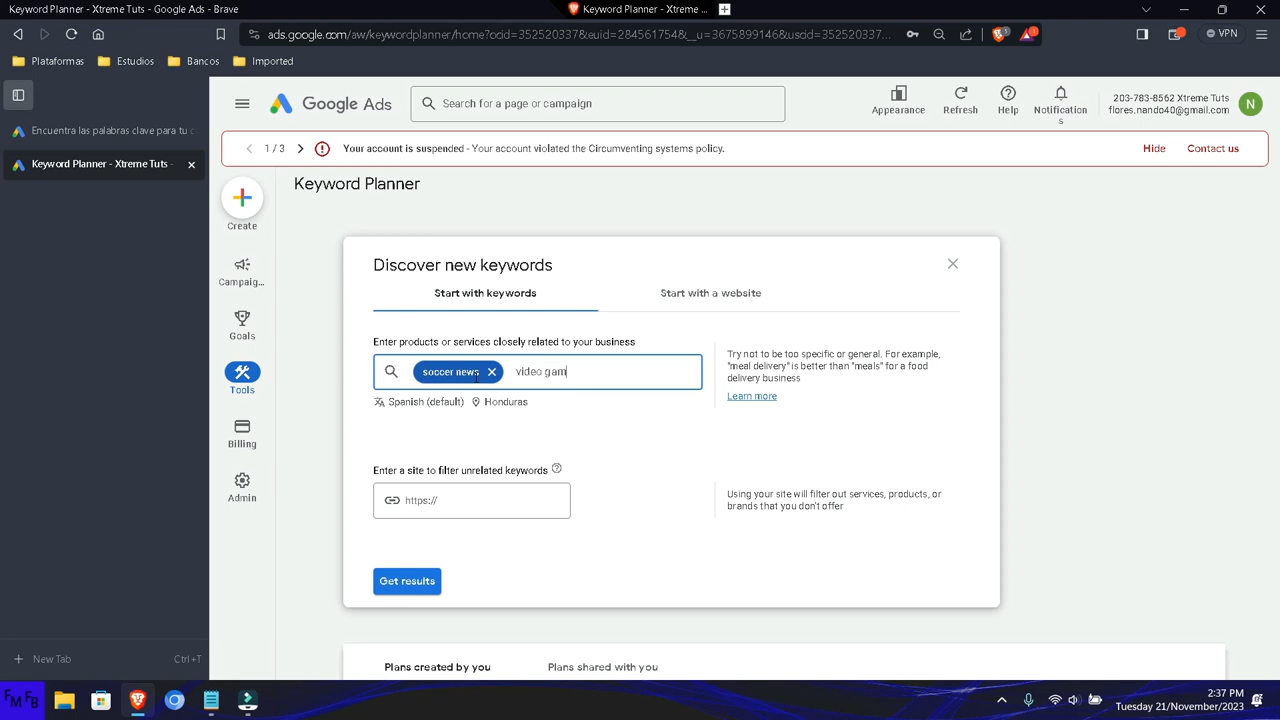 Keyword Planner - Xtreme Tuts - Google Ads - Brave
Keyword Planner - Xtreme ...
ads.google.com/aw/keywordplanner/home?ocid=352520337&euid=284561754&__u=3675899146&uscid=352520337...
VPN
Plataformas
Estudios
Bancos
Imported
Encuentra las palabras clave para tu c
Keyword Planner - Xtreme Tuts -
New Tab
Ctrl+T
Google Ads
Search for a page or campaign
Appearance
Refresh
Help
Notification
s
203-783-8562 Xtreme Tuts
flores.nando40@gmail.com
N
1 / 3
Your account is suspended - Your account violated the Circumventing systems policy.
Hide
Contact us
Create
Campaig...
Goals
Tools
Billing
Admin
Keyword Planner
Discover new keywords
Start with keywords
Start with a website
Enter products or services closely related to your business
soccer news
video gam
Spanish (default)
Honduras
Try not to be too specific or general. For example,
"meal delivery" is better than "meals" for a food
delivery business
Learn more
Enter a site to filter unrelated keywords
https://
Using your site will filter out services, products, or
brands that you don't offer
Get results
Plans created by you
Plans shared with you
FM FB
2:37 PM
Tuesday 21/November/2023